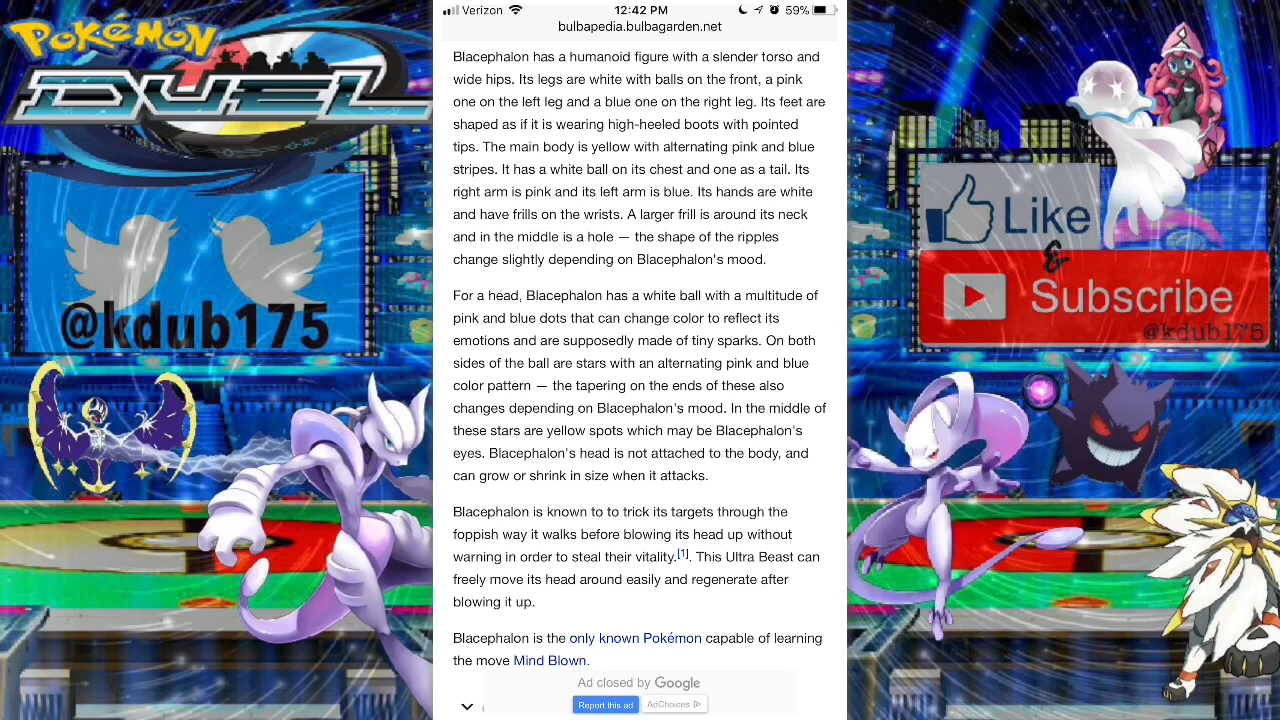 Verizon 12:42 PM 59%
bulbapedia.bulbagarden.net
Blacephalon has a humanoid figure with a slender torso and
wide hips. Its legs are white with balls on the front, a pink
one on the left leg and a blue one on the right leg. Its feet are
shaped as if it is wearing high-heeled boots with pointed
tips. The main body is yellow with alternating pink and blue
stripes. It has a white ball on its chest and one as a tail. Its
right arm is pink and its left arm is blue. Its hands are white
and have frills on the wrists. A larger frill is around its neck
and in the middle is a hole — the shape of the ripples
change slightly depending on Blacephalon's mood.
For a head, Blacephalon has a white ball with a multitude of
pink and blue dots that can change color to reflect its
emotions and are supposedly made of tiny sparks. On both
sides of the ball are stars with an alternating pink and blue
color pattern — the tapering on the ends of these also
changes depending on Blacephalon's mood. In the middle of
these stars are yellow spots which may be Blacephalon's
eyes. Blacephalon's head is not attached to the body, and
can grow or shrink in size when it attacks.
Blacephalon is known to to trick its targets through the
foppish way it walks before blowing its head up without
warning in order to steal their vitality.[1]. This Ultra Beast can
freely move its head around easily and regenerate after
blowing it up.
Blacephalon is the only known Pokémon capable of learning
the move Mind Blown.
Ad closed by Google
Report this ad AdChoices
POKéMON
DUEL
@kdub175
Like
&
Subscribe
@kdub175